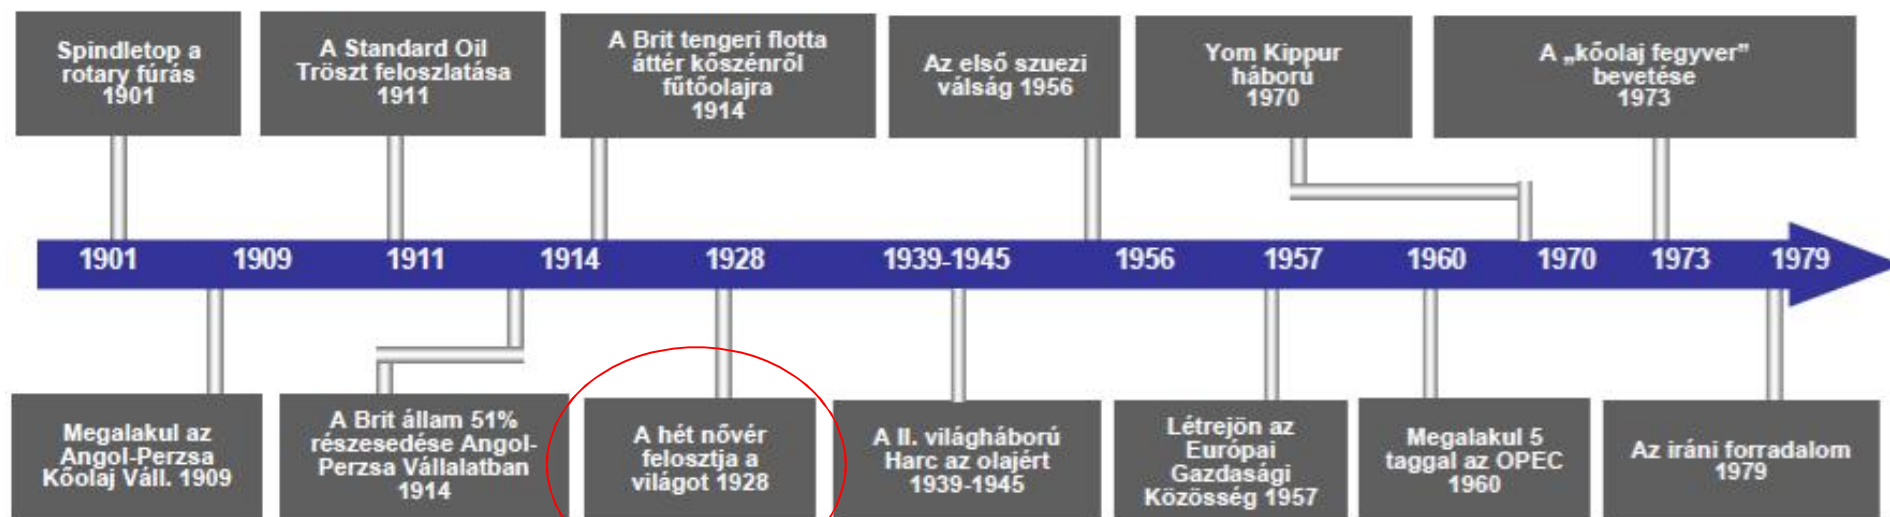 Spindletop a
rotary fúrás
1901
A Standard Oil
Tröszt feloszlatása
1911
A Brit tengeri flotta
áttér kőszénről
fűtőolajra
1914
Az első szuezi
válság 1956
Yom Kippur
háború
1970
A „kőolaj fegyver”
bevetése
1973
1901 1909 1911 1914 1928 1939-1945 1956 1957 1960 1970 1973 1979
Megalakul az
Angol-Perzsa
Kőolaj Váll. 1909
A Brit állam 51%
részesedése Angol-
Perzsa Vállalatban
1914
A hét nővér
felosztja a
világot 1928
A II. világháború
Harc az olajért
1939-1945
Létrejön az
Európai
Gazdasági
Közösség 1957
Megalakul 5
taggal az OPEC
1960
Az iráni forradalom
1979